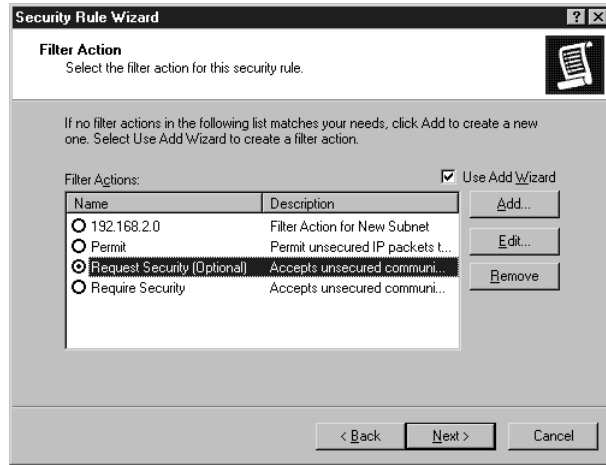 Security Rule Wizard
Filter Action
Select the filter action for this security rule.
If no filter actions in the following list matches your needs, click Add to create a new
one. Select Use Add Wizard to create a filter action.
Filter Actions:
Use Add Wizard
Name Description
192.168.2.0 Filter Action for New Subnet
Permit Permit unsecured IP packets t...
Request Security (Optional) Accepts unsecured communi...
Require Security Accepts unsecured communi...
Add...
Edit...
Remove
< Back Next > Cancel